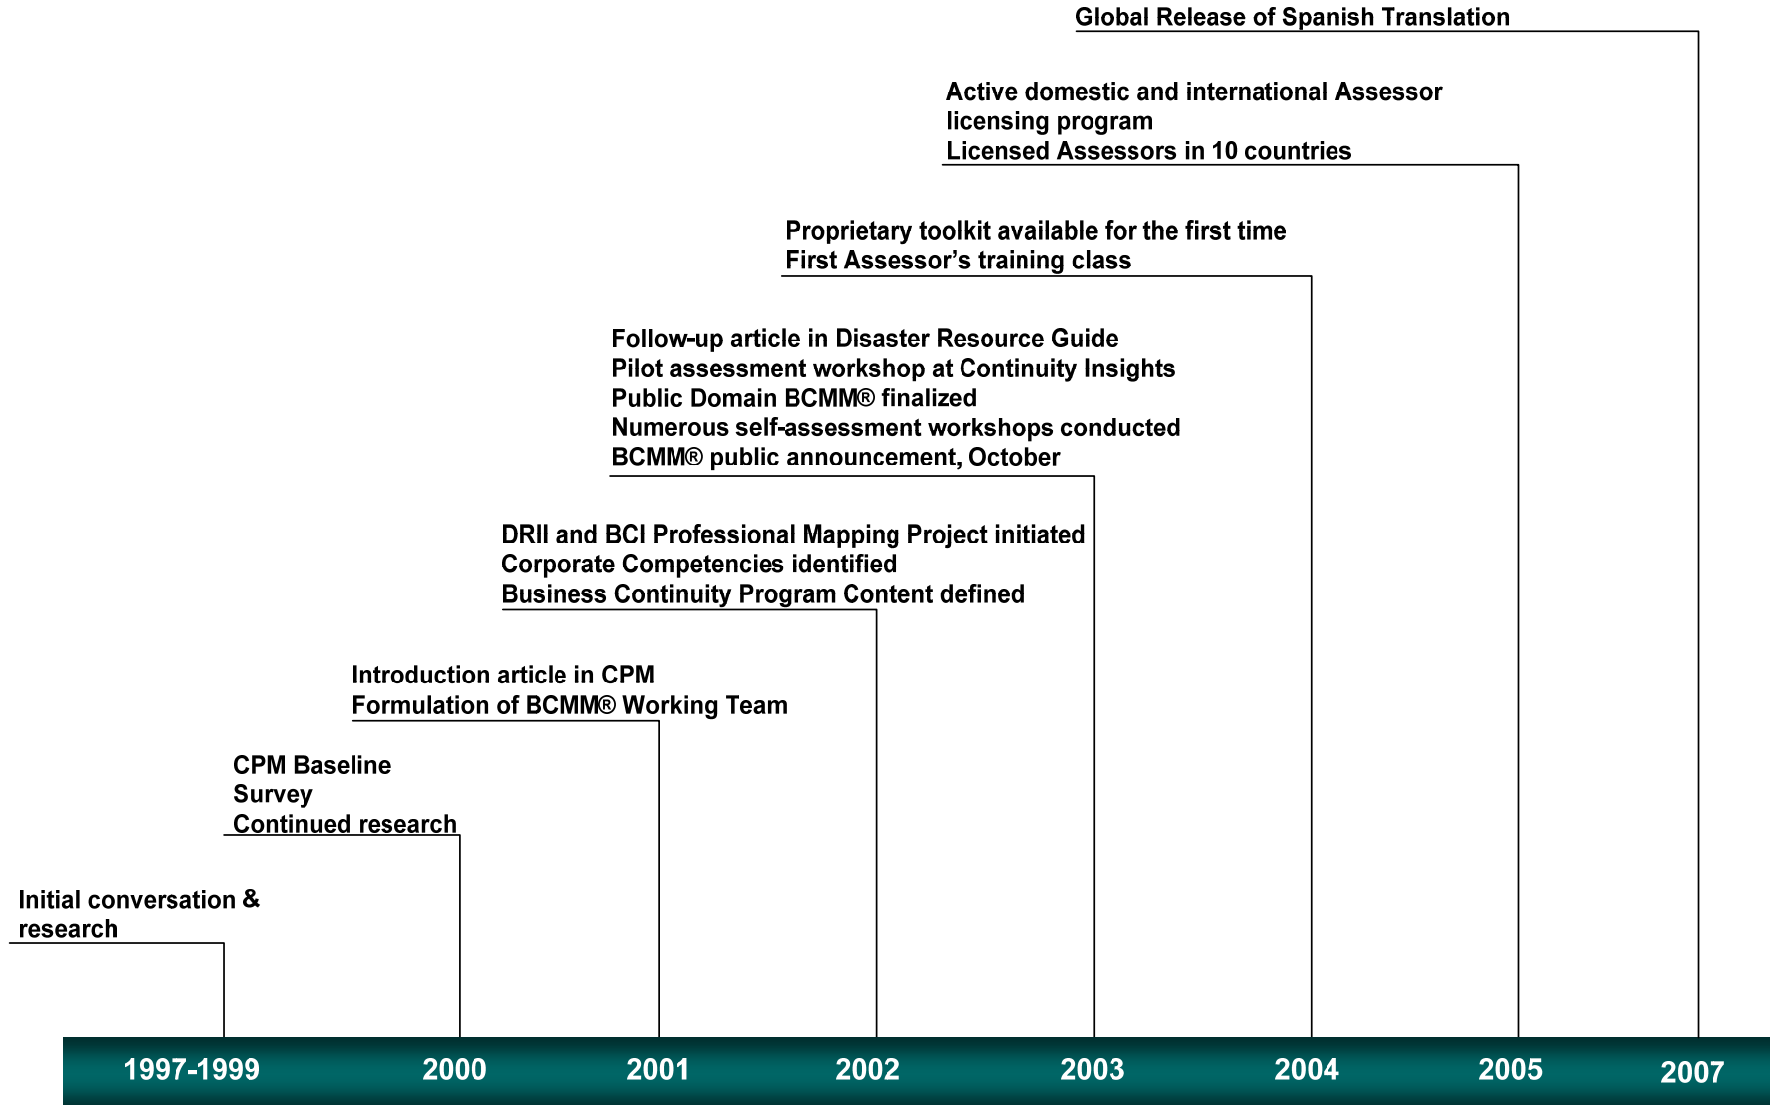 Global Release of Spanish Translation
Active domestic and international Assessor
licensing program
Licensed Assessors in 10 countries
Proprietary toolkit available for the first time
First Assessor’s training class
Follow-up article in Disaster Resource Guide
Pilot assessment workshop at Continuity Insights
Public Domain BCMM® finalized
Numerous self-assessment workshops conducted
BCMM® public announcement, October
DRII and BCI Professional Mapping Project initiated
Corporate Competencies identified
Business Continuity Program Content defined
Introduction article in CPM
Formulation of BCMM® Working Team
CPM Baseline
Survey
Continued research
Initial conversation &
research
1997-1999 2000 2001 2002 2003 2004 2005 2007